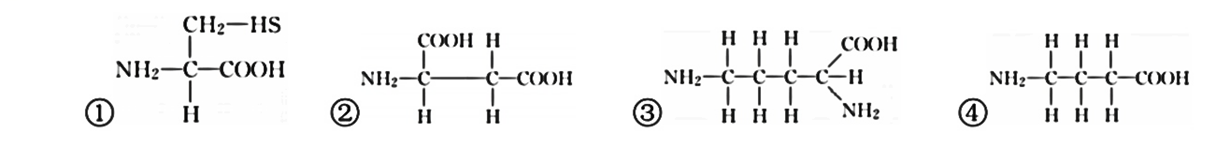 ① CH₂—HS NH₂—C—COOH H
② COOH H NH₂—C—C—COOH H H
③ H H H COOH NH₂—C—C—C—C—H H H H NH₂
④ H H H NH₂—C—C—C—COOH H H H